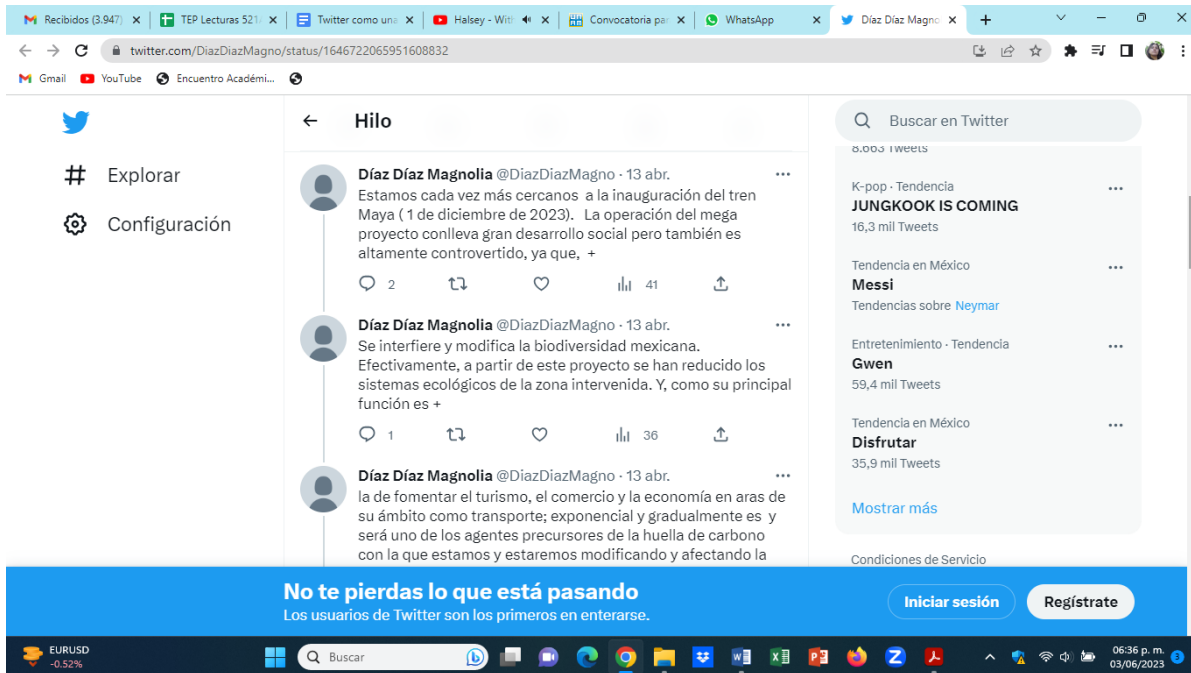 Recibidos (3.947)
TEP Lecturas 521
Twitter como una
Halsey - With
Convocatoria par
WhatsApp
Díaz Díaz Magno
twitter.com/DiazDiazMagno/status/1646722065951608832
Gmail
YouTube
Encuentro Académi...
Hilo
Explorar
Configuración
Díaz Díaz Magnolia @DiazDiazMagno · 13 abr.
Estamos cada vez más cercanos a la inauguración del tren
Maya ( 1 de diciembre de 2023). La operación del mega
proyecto conlleva gran desarrollo social pero también es
altamente controvertido, ya que, +
2
41
Díaz Díaz Magnolia @DiazDiazMagno · 13 abr.
Se interfiere y modifica la biodiversidad mexicana.
Efectivamente, a partir de este proyecto se han reducido los
sistemas ecológicos de la zona intervenida. Y, como su principal
función es +
1
36
Díaz Díaz Magnolia @DiazDiazMagno · 13 abr.
la de fomentar el turismo, el comercio y la economía en aras de
su ámbito como transporte; exponencial y gradualmente es y
será uno de los agentes precursores de la huella de carbono
con la que estamos y estaremos modificando y afectando la
Buscar en Twitter
8.663 Tweets
K-pop · Tendencia
JUNGKOOK IS COMING
16,3 mil Tweets
Tendencia en México
Messi
Tendencias sobre Neymar
Entretenimiento · Tendencia
Gwen
59,4 mil Tweets
Tendencia en México
Disfrutar
35,9 mil Tweets
Mostrar más
Condiciones de Servicio
No te pierdas lo que está pasando
Los usuarios de Twitter son los primeros en enterarse.
Iniciar sesión
Regístrate
EURUSD
-0.52%
Buscar
06:36 p. m.
03/06/2023
3